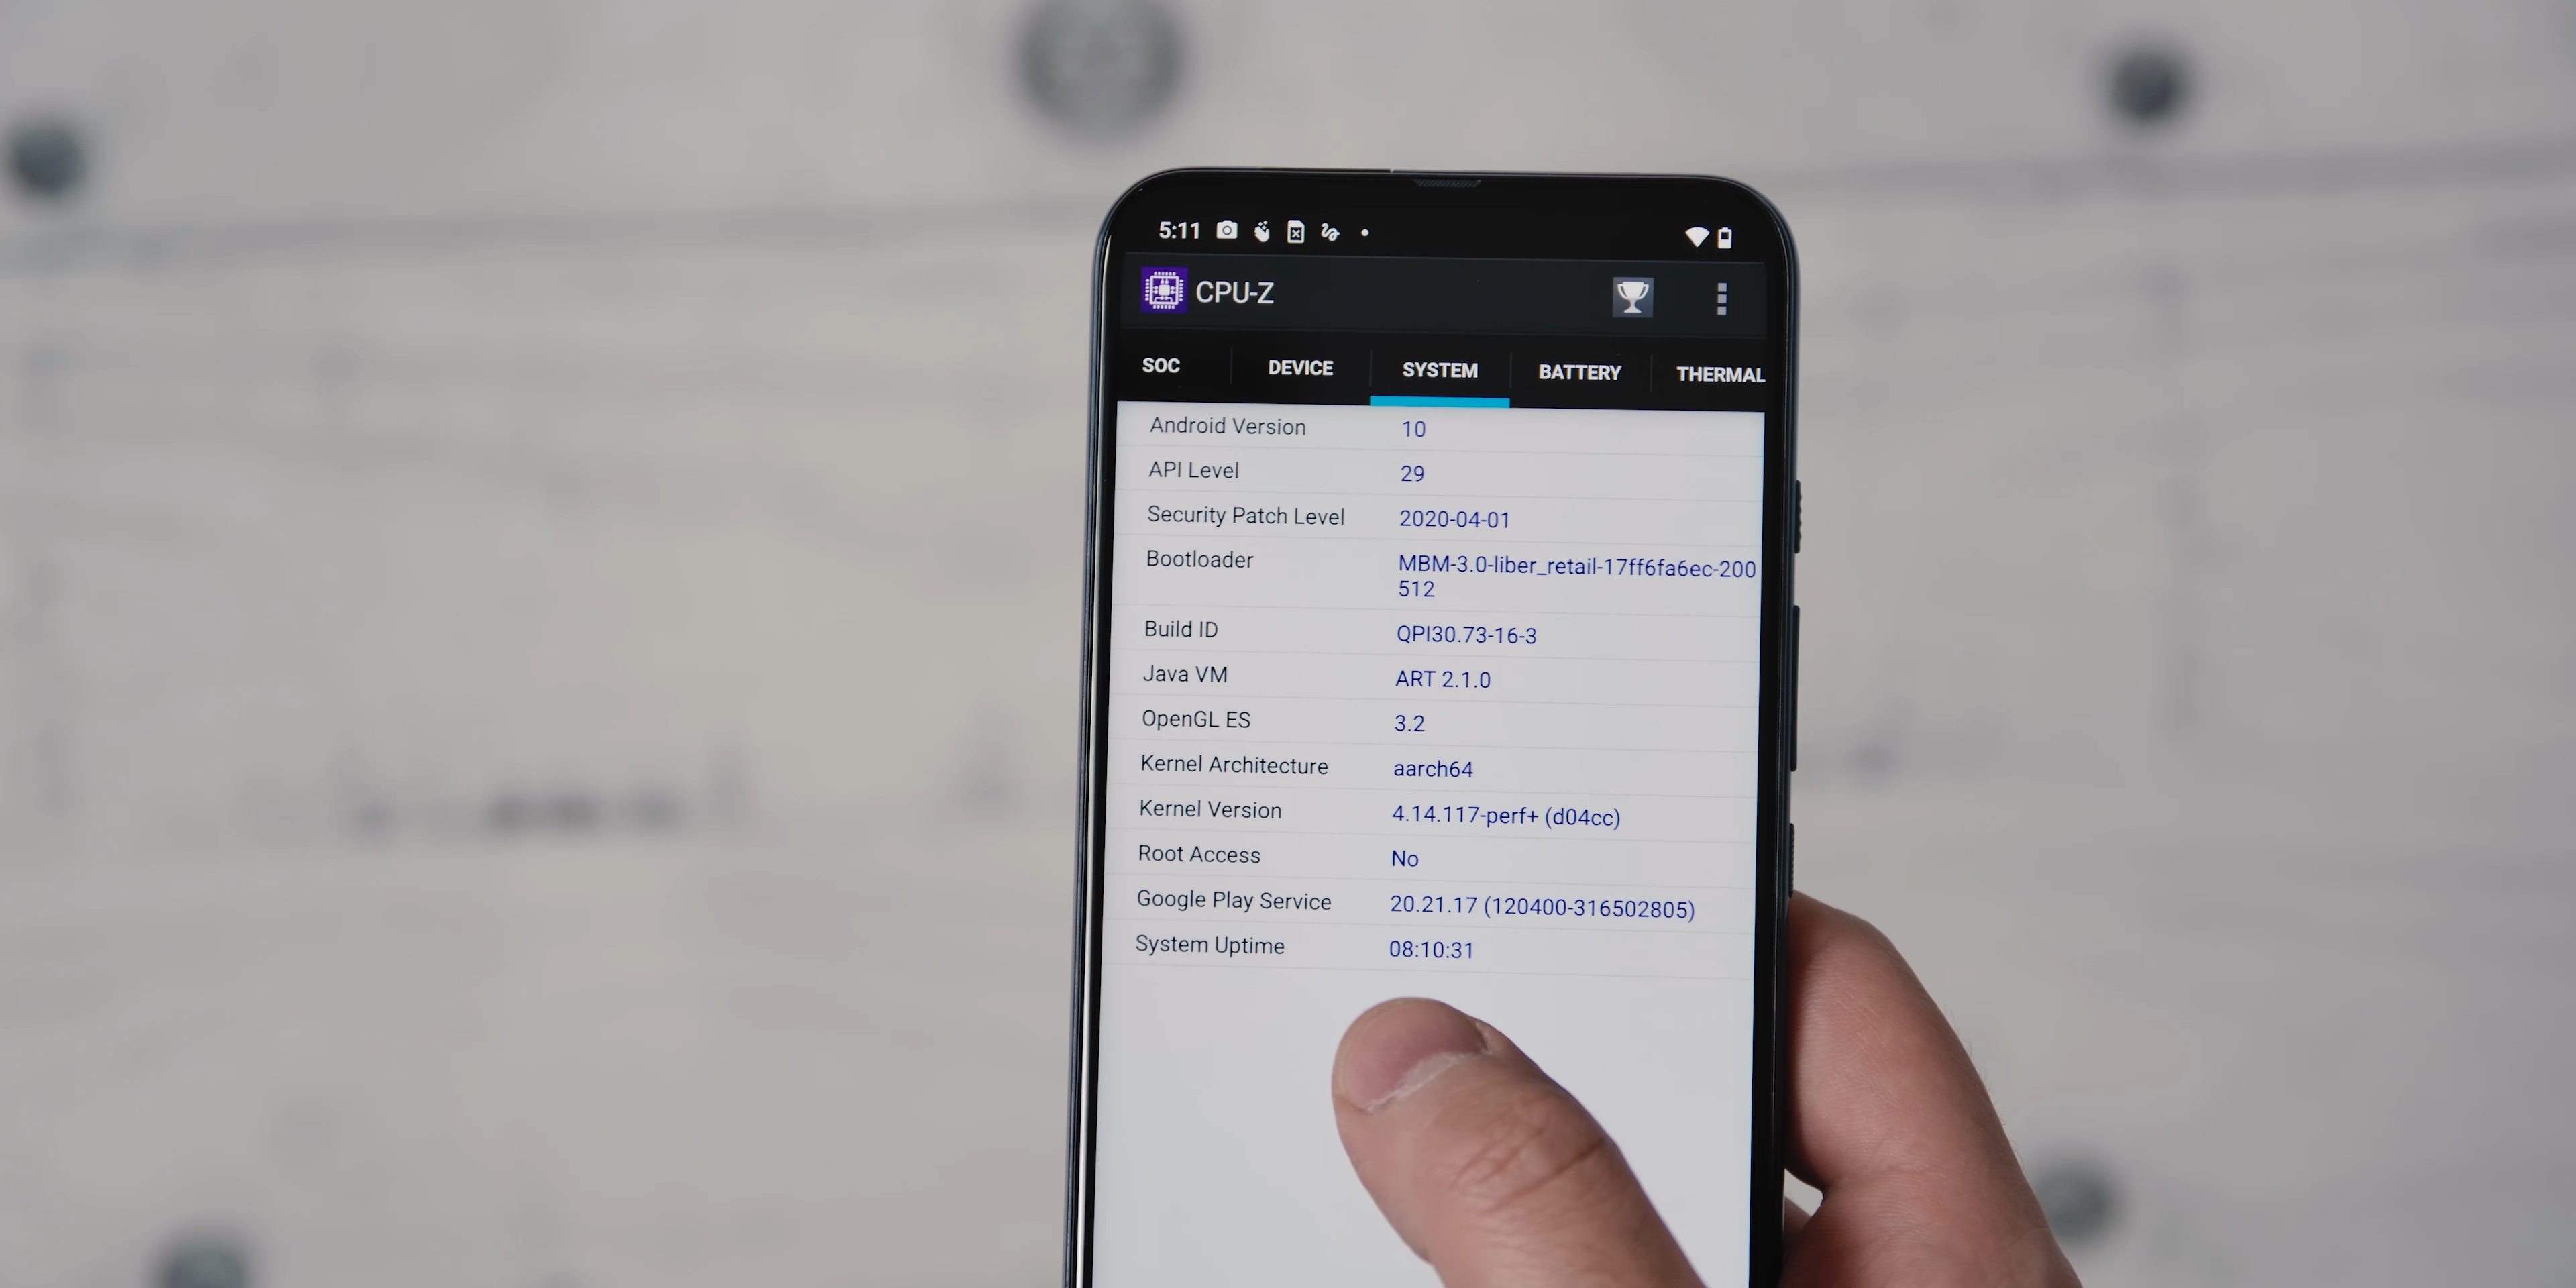 5:11
CPU-Z
SOC DEVICE SYSTEM BATTERY THERMAL
Android Version 10
API Level 29
Security Patch Level 2020-04-01
Bootloader MBM-3.0-liber_retail-17ff6fa6ec-200
512
Build ID QPI30.73-16-3
Java VM ART 2.1.0
OpenGL ES 3.2
Kernel Architecture aarch64
Kernel Version 4.14.117-perf+ (d04cc)
Root Access No
Google Play Service 20.21.17 (120400-316502805)
System Uptime 08:10:31